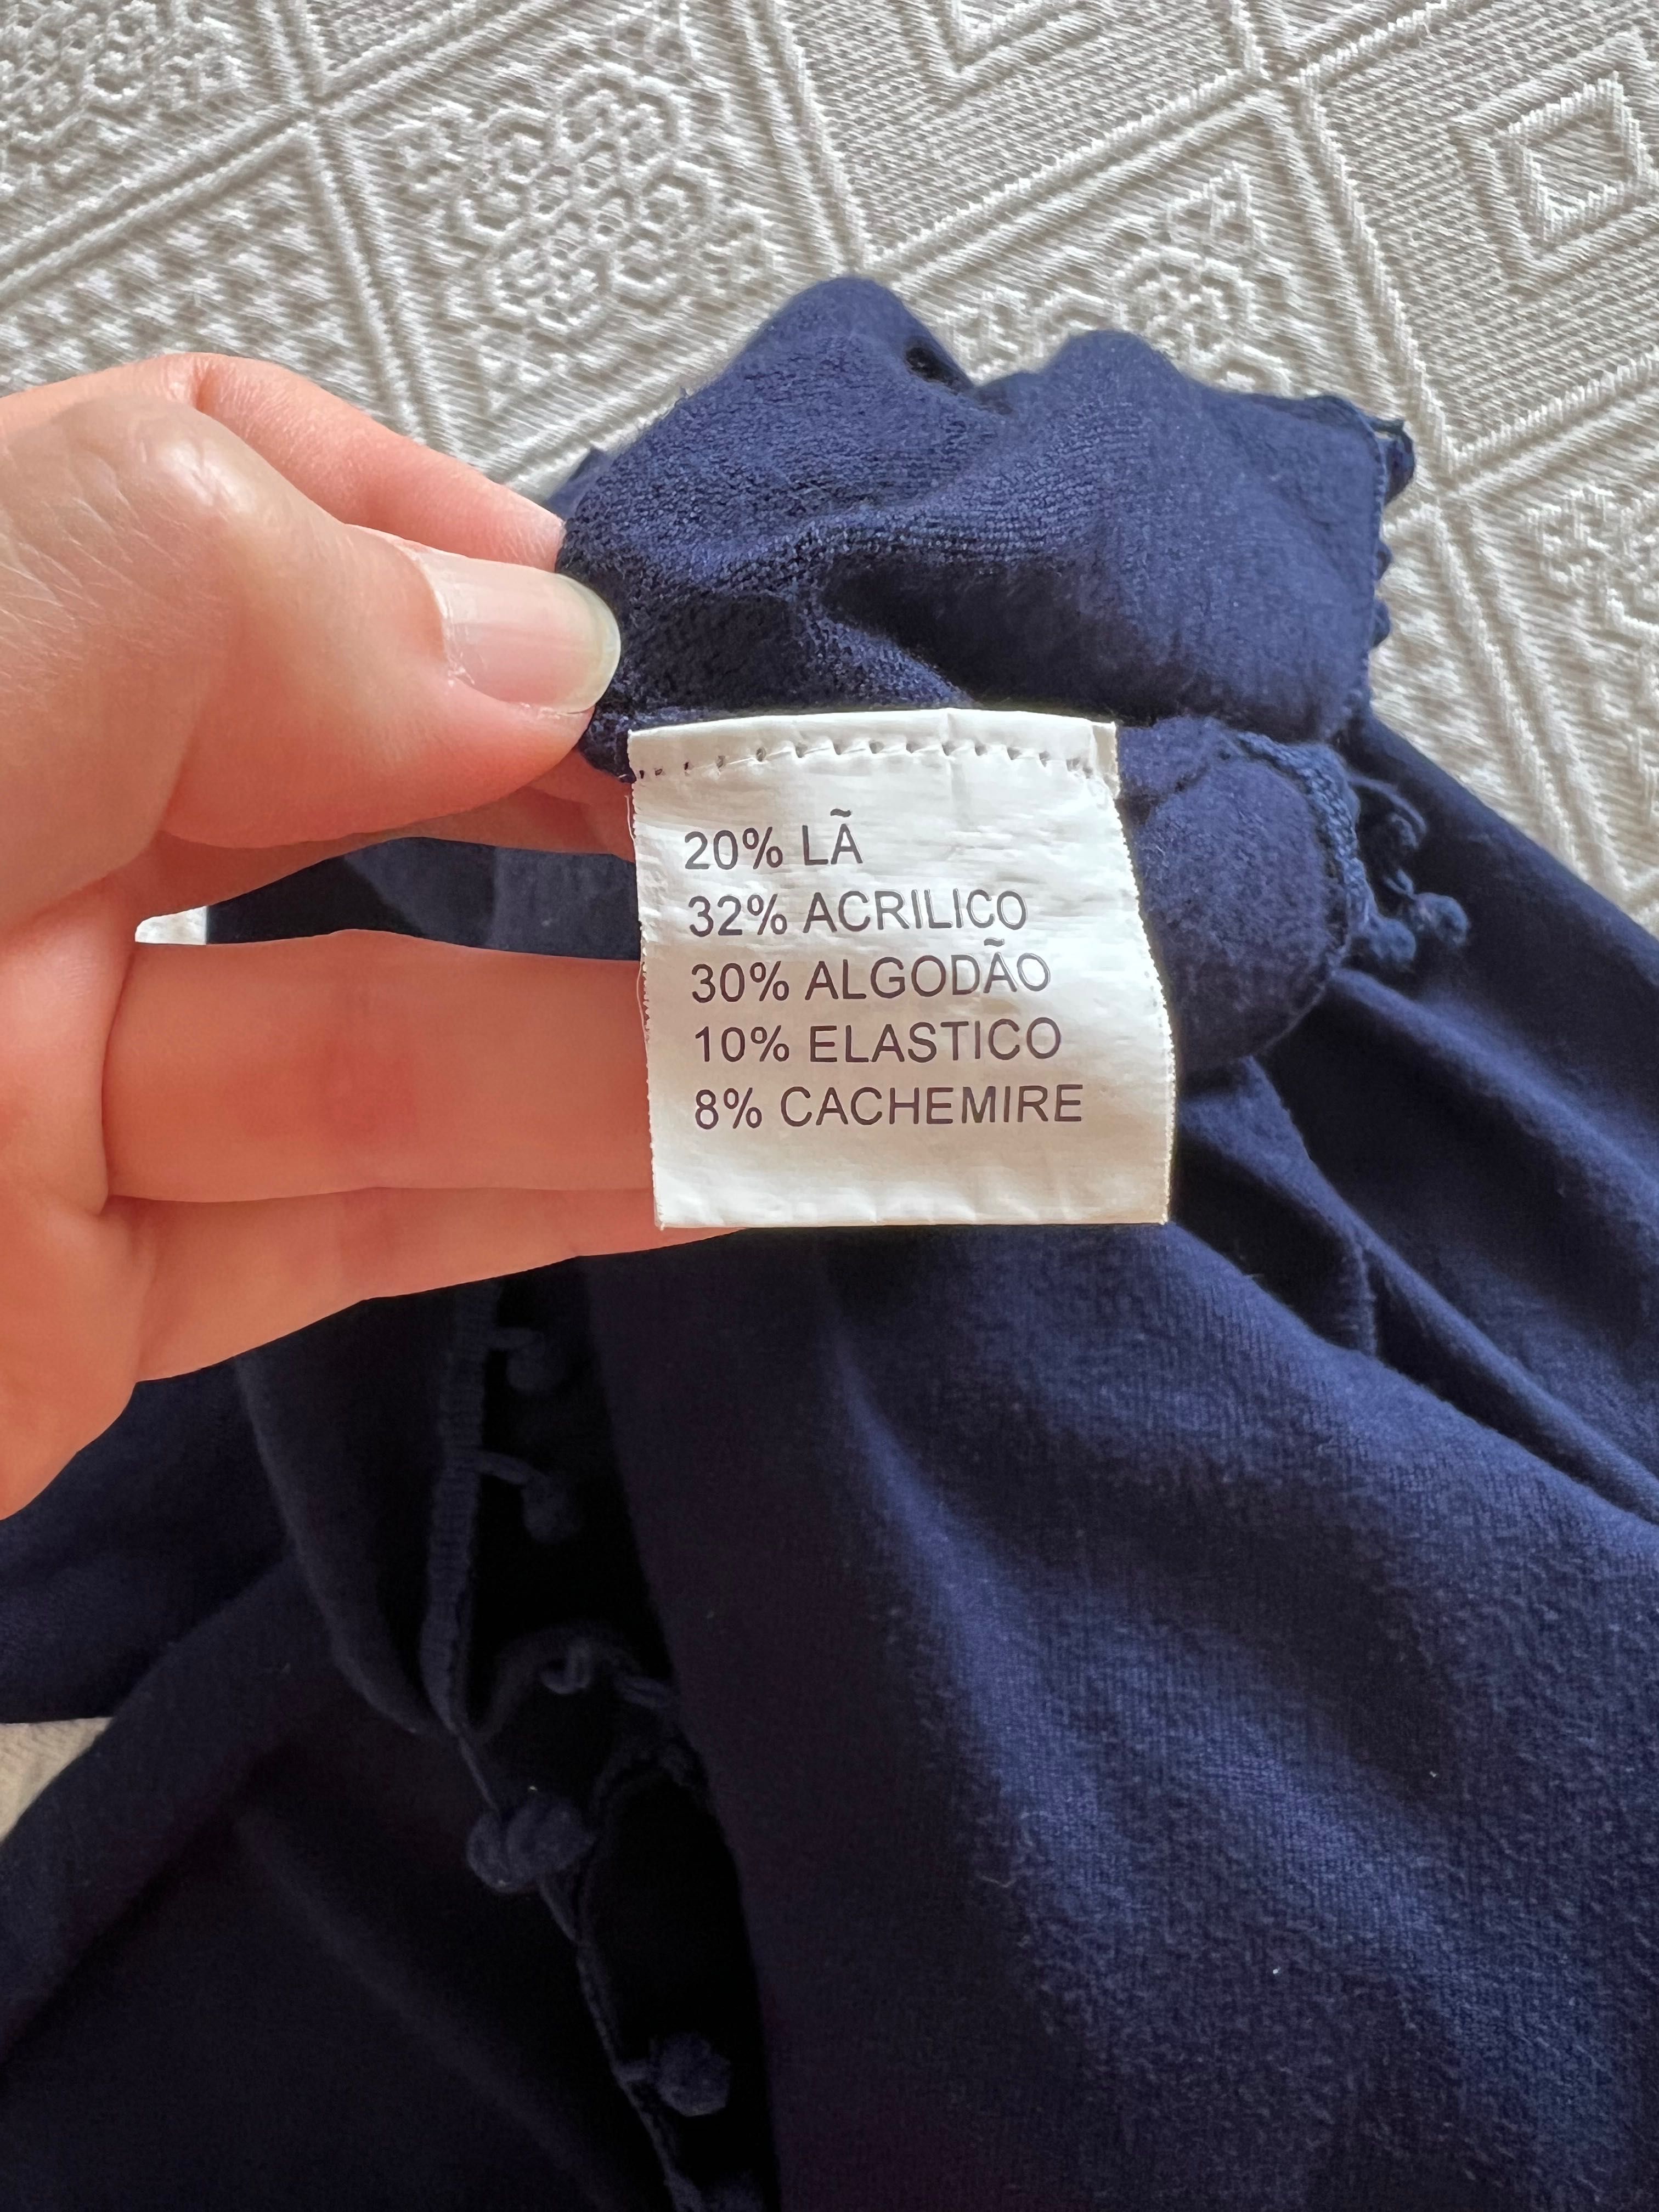 20% LÃ
32% ACRILICO
30% ALGODÃO
10% ELASTICO
8% CACHEMIRE